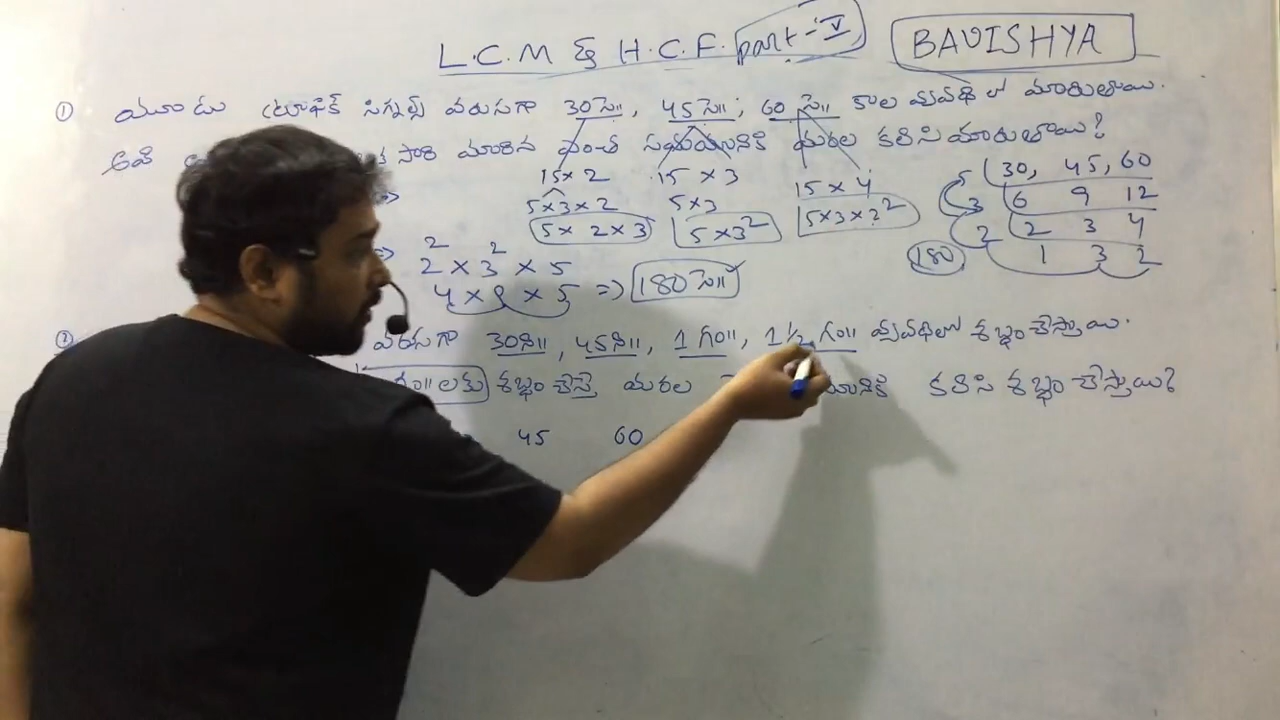 L.C.M & H.C.F. part-V BAVISHYA
① మూడు ట్రాఫిక్ సిగ్నల్స్ వరుసగా 30సె॥, 45సె॥, 60 సె॥ కాల వ్యవధి లో మారుతాయి.
అవి సారి మారిన ఎంత సమయానికి మరల కలిసి మారుతాయి?
15×2 15×3 15×4
5×3×2 5×3
5×2×3 5×3² 5×3×2²
5 30, 45, 60
3 6 9 12
2 2 3 4
180 1 3 2
⇒ 2² × 3² × 5
4 × 9 × 5 ⇒ 180సె॥
② వరుసగా 30ని॥, 45ని॥, 1 గం॥, 1 ½ గం॥ వ్యవధిలో శబ్దం చేస్తాయి.
గం॥ లకు శబ్దం చేస్తే మరల కలిసి శబ్దం చేస్తాయి?
45 60